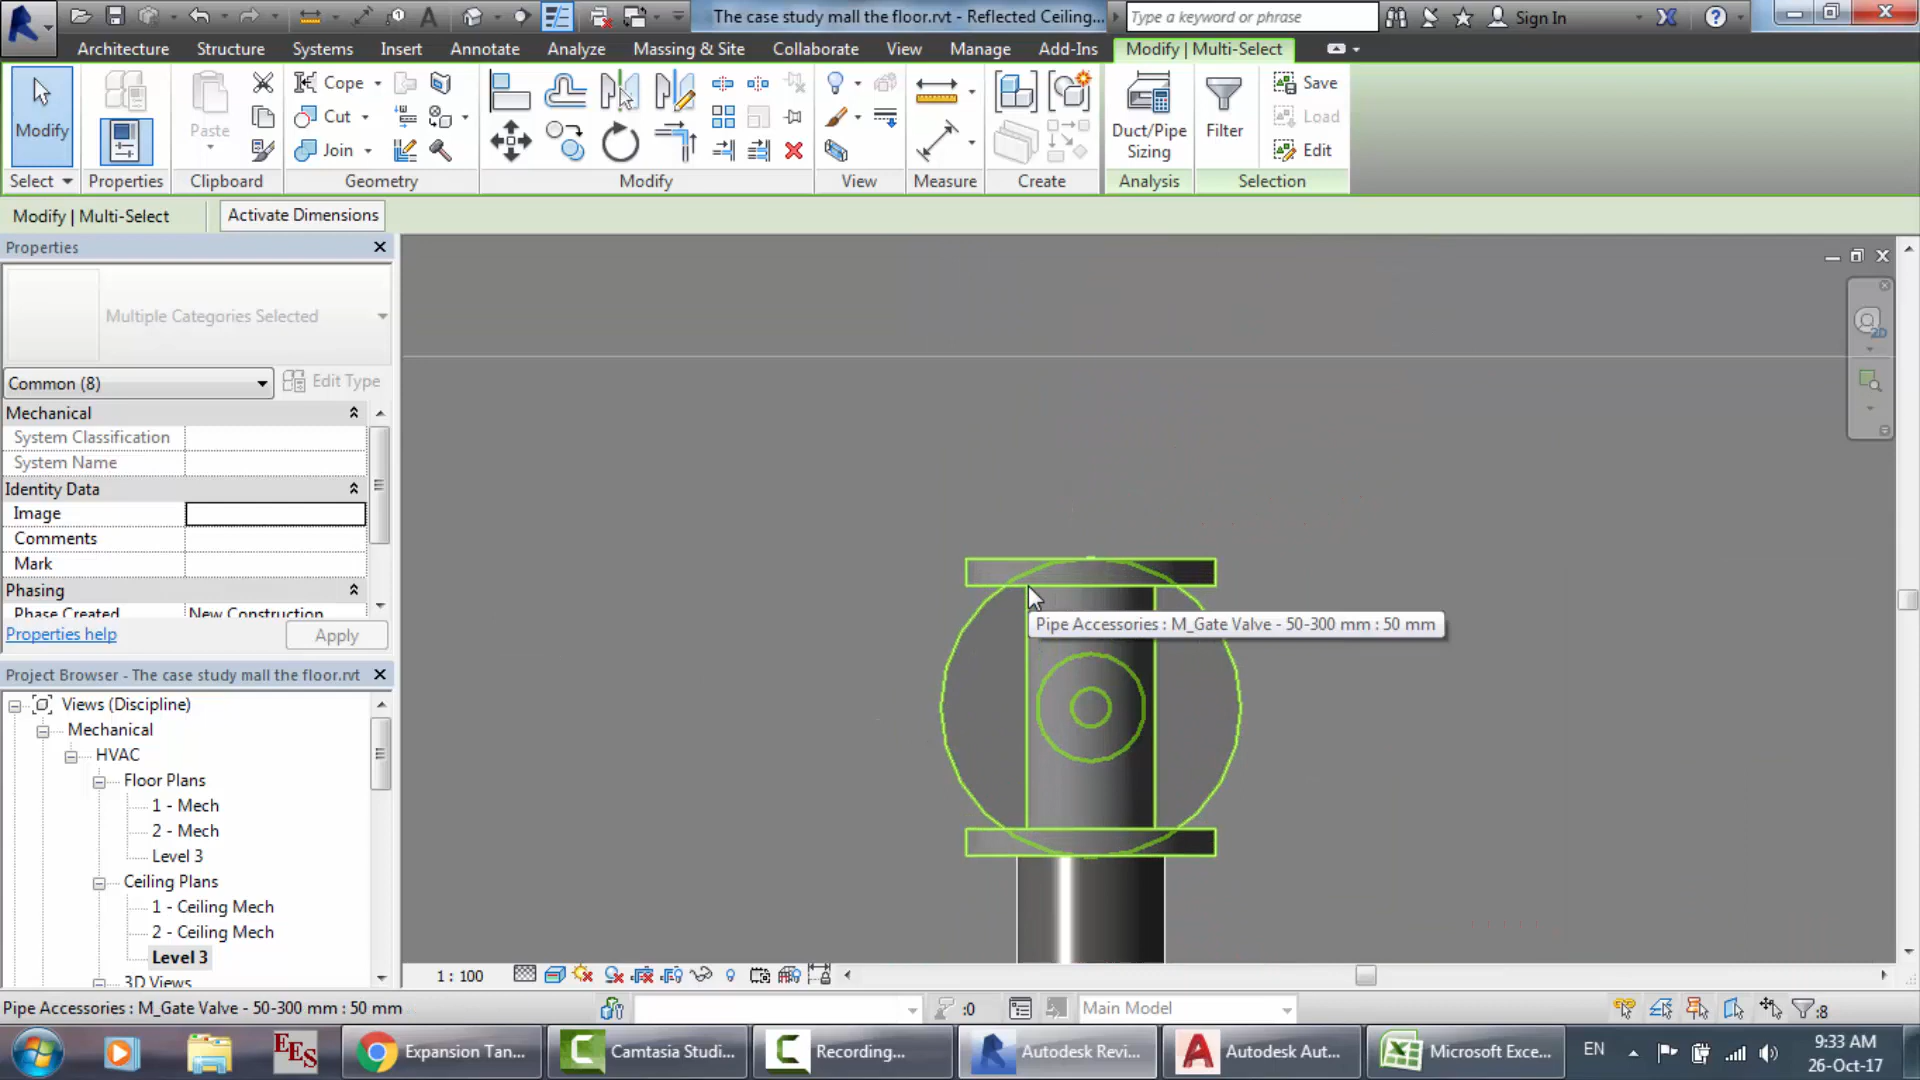 The case study mall the floor.rvt - Reflected Ceiling...
Type a keyword or phrase
Sign In
Architecture Structure Systems Insert Annotate Analyze Massing & Site Collaborate View Manage Add-Ins Modify | Multi-Select
Modify
Paste
Cope
Cut
Join
Duct/Pipe
Sizing
Filter
Save
Load
Edit
Select Properties Clipboard Geometry Modify View Measure Create Analysis Selection
Modify | Multi-Select
Activate Dimensions
Properties
Multiple Categories Selected
Common (8)
Edit Type
Mechanical
System Classification
System Name
Identity Data
Image
Comments
Mark
Phasing
Phase Created New Construction
Properties help
Apply
Pipe Accessories : M_Gate Valve - 50-300 mm : 50 mm
2D
Project Browser - The case study mall the floor.rvt
Views (Discipline)
Mechanical
HVAC
Floor Plans
1 - Mech
2 - Mech
Level 3
Ceiling Plans
1 - Ceiling Mech
2 - Ceiling Mech
Level 3
3D Views
1 : 100
Pipe Accessories : M_Gate Valve - 50-300 mm : 50 mm
:0
Main Model
:8
EES
Expansion Tan...
Camtasia Studi...
Recording...
Autodesk Revi...
Autodesk Aut...
Microsoft Exce...
EN
9:33 AM
26-Oct-17